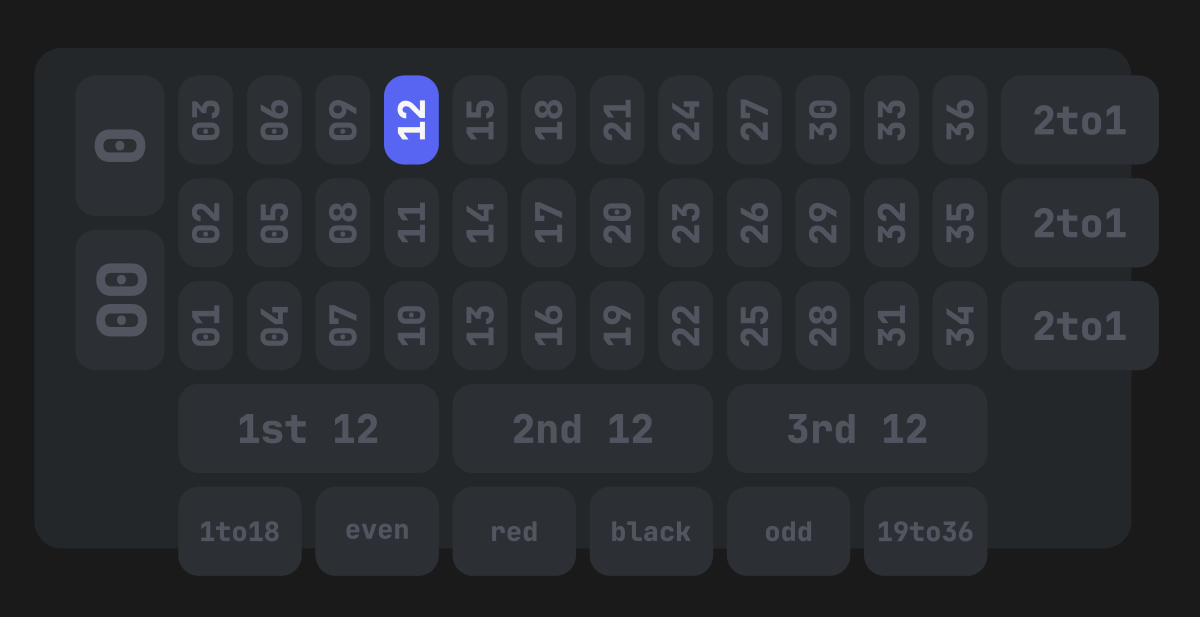 0
03 06 09 12 15 18 21 24 27 30 33 36 2to1
02 05 08 11 14 17 20 23 26 29 32 35 2to1
00
01 04 07 10 13 16 19 22 25 28 31 34 2to1
1st 12 2nd 12 3rd 12
1to18 even red black odd 19to36